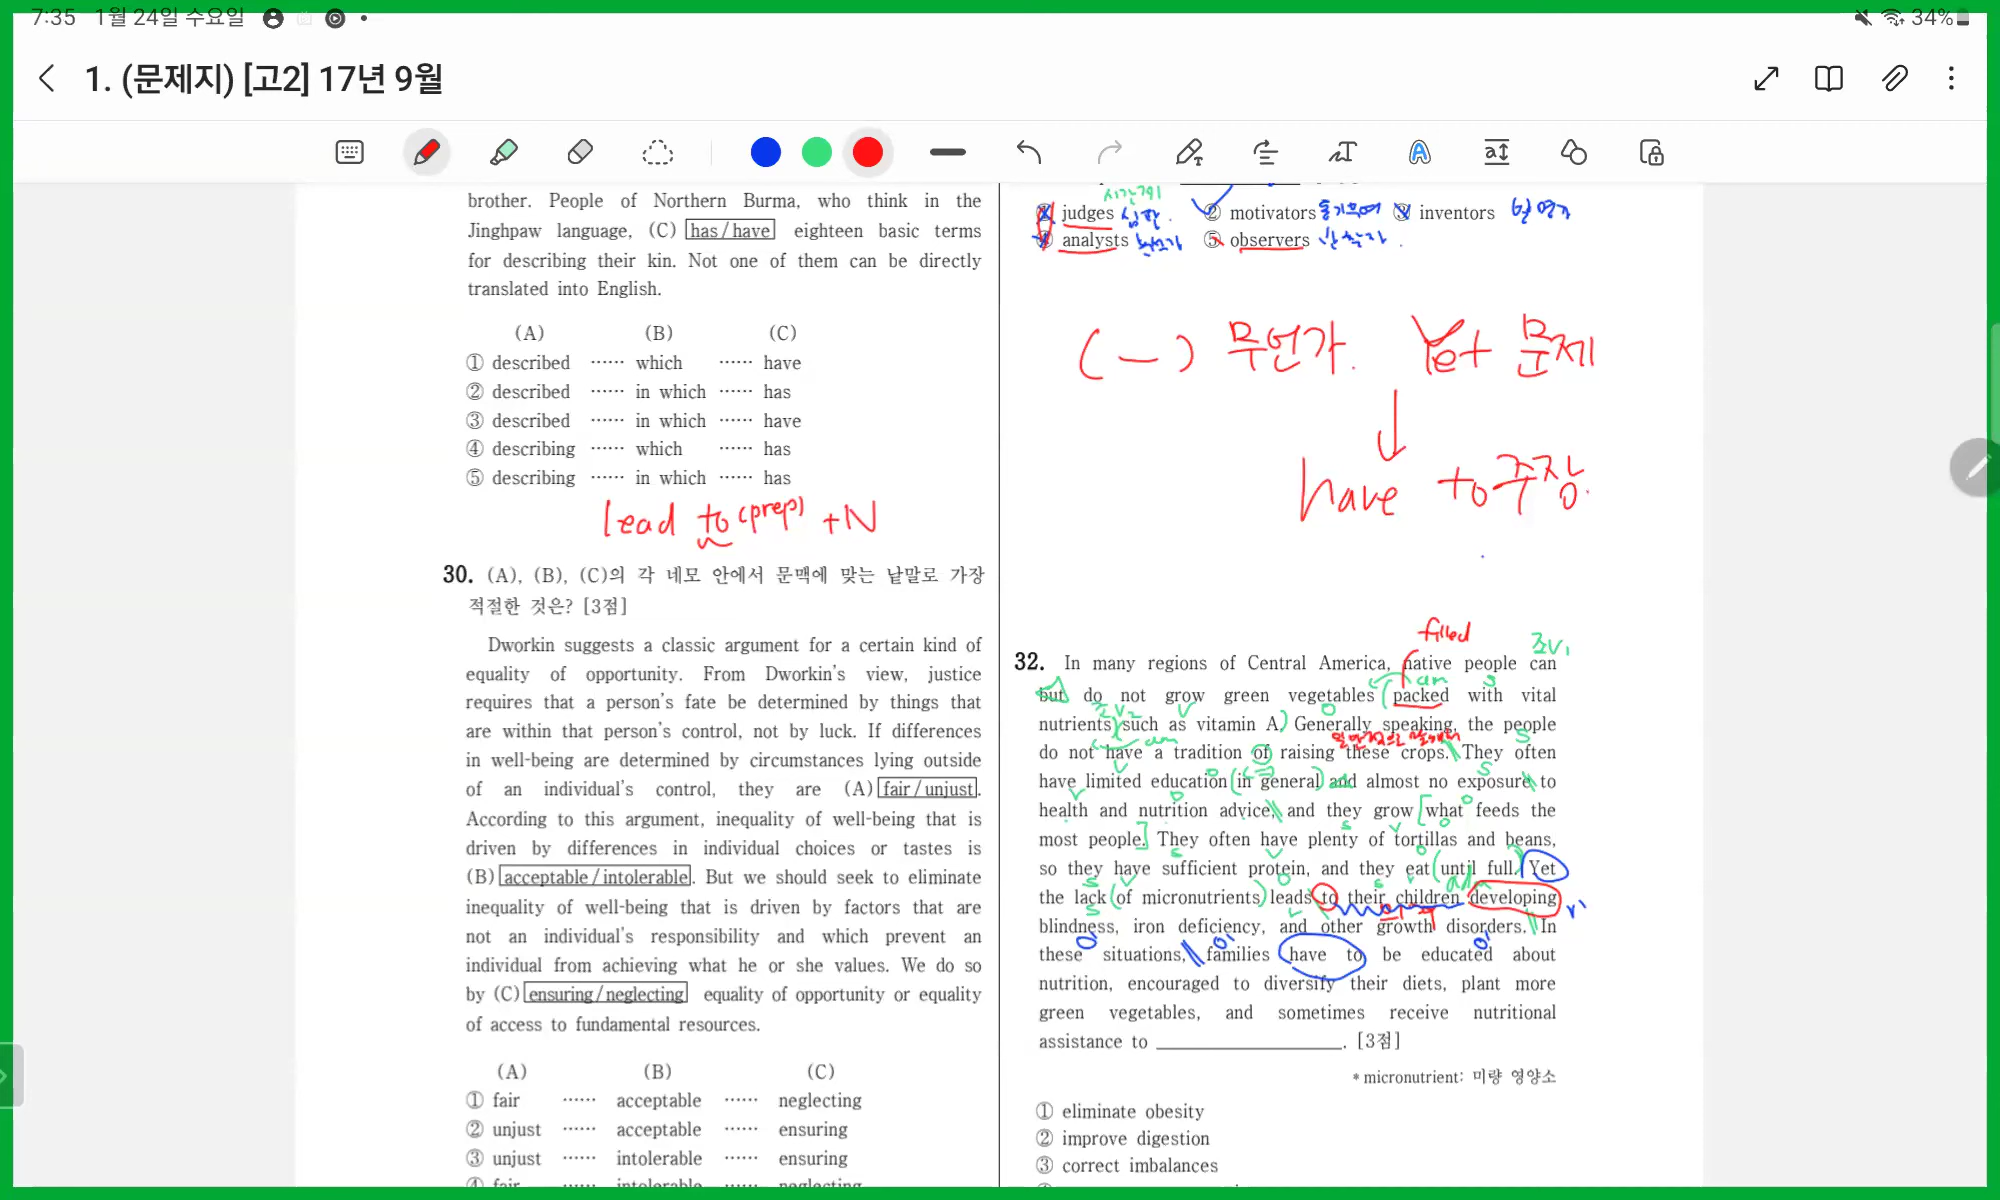 7:35 1월 24일 수요일
34%
1. (문제지) [고2] 17년 9월
brother. People of Northern Burma, who think in the
Jinghpaw language, (C) has / have eighteen basic terms
for describing their kin. Not one of them can be directly
translated into English.
(A) (B) (C)
① described ······ which ······ have
② described ······ in which ······ has
③ described ······ in which ······ have
④ describing ······ which ······ has
⑤ describing ······ in which ······ has
lead to (prep) +N
30. (A), (B), (C)의 각 네모 안에서 문맥에 맞는 낱말로 가장
적절한 것은? [3점]
Dworkin suggests a classic argument for a certain kind of
equality of opportunity. From Dworkin's view, justice
requires that a person's fate be determined by things that
are within that person's control, not by luck. If differences
in well-being are determined by circumstances lying outside
of an individual's control, they are (A) fair / unjust.
According to this argument, inequality of well-being that is
driven by differences in individual choices or tastes is
(B) acceptable / intolerable. But we should seek to eliminate
inequality of well-being that is driven by factors that are
not an individual's responsibility and which prevent an
individual from achieving what he or she values. We do so
by (C) ensuring / neglecting equality of opportunity or equality
of access to fundamental resources.
(A) (B) (C)
① fair ······ acceptable ······ neglecting
② unjust ······ acceptable ······ ensuring
③ unjust ······ intolerable ······ ensuring
④ fair ······ intolerable ······ neglecting
① judges ② motivators ③ inventors
④ analysts ⑤ observers
(-) 무언가. Yet 문제
have to 주장.
filled
32. In many regions of Central America, native people can
but do not grow green vegetables packed with vital
nutrients such as vitamin A. Generally speaking, the people
do not have a tradition of raising these crops. They often
have limited education in general and almost no exposure to
health and nutrition advice, and they grow what feeds the
most people. They often have plenty of tortillas and beans,
so they have sufficient protein, and they eat until full. Yet
the lack of micronutrients leads to their children developing
blindness, iron deficiency, and other growth disorders. In
these situations, families have to be educated about
nutrition, encouraged to diversify their diets, plant more
green vegetables, and sometimes receive nutritional
assistance to ____________. [3점]
* micronutrient: 미량 영양소
① eliminate obesity
② improve digestion
③ correct imbalances